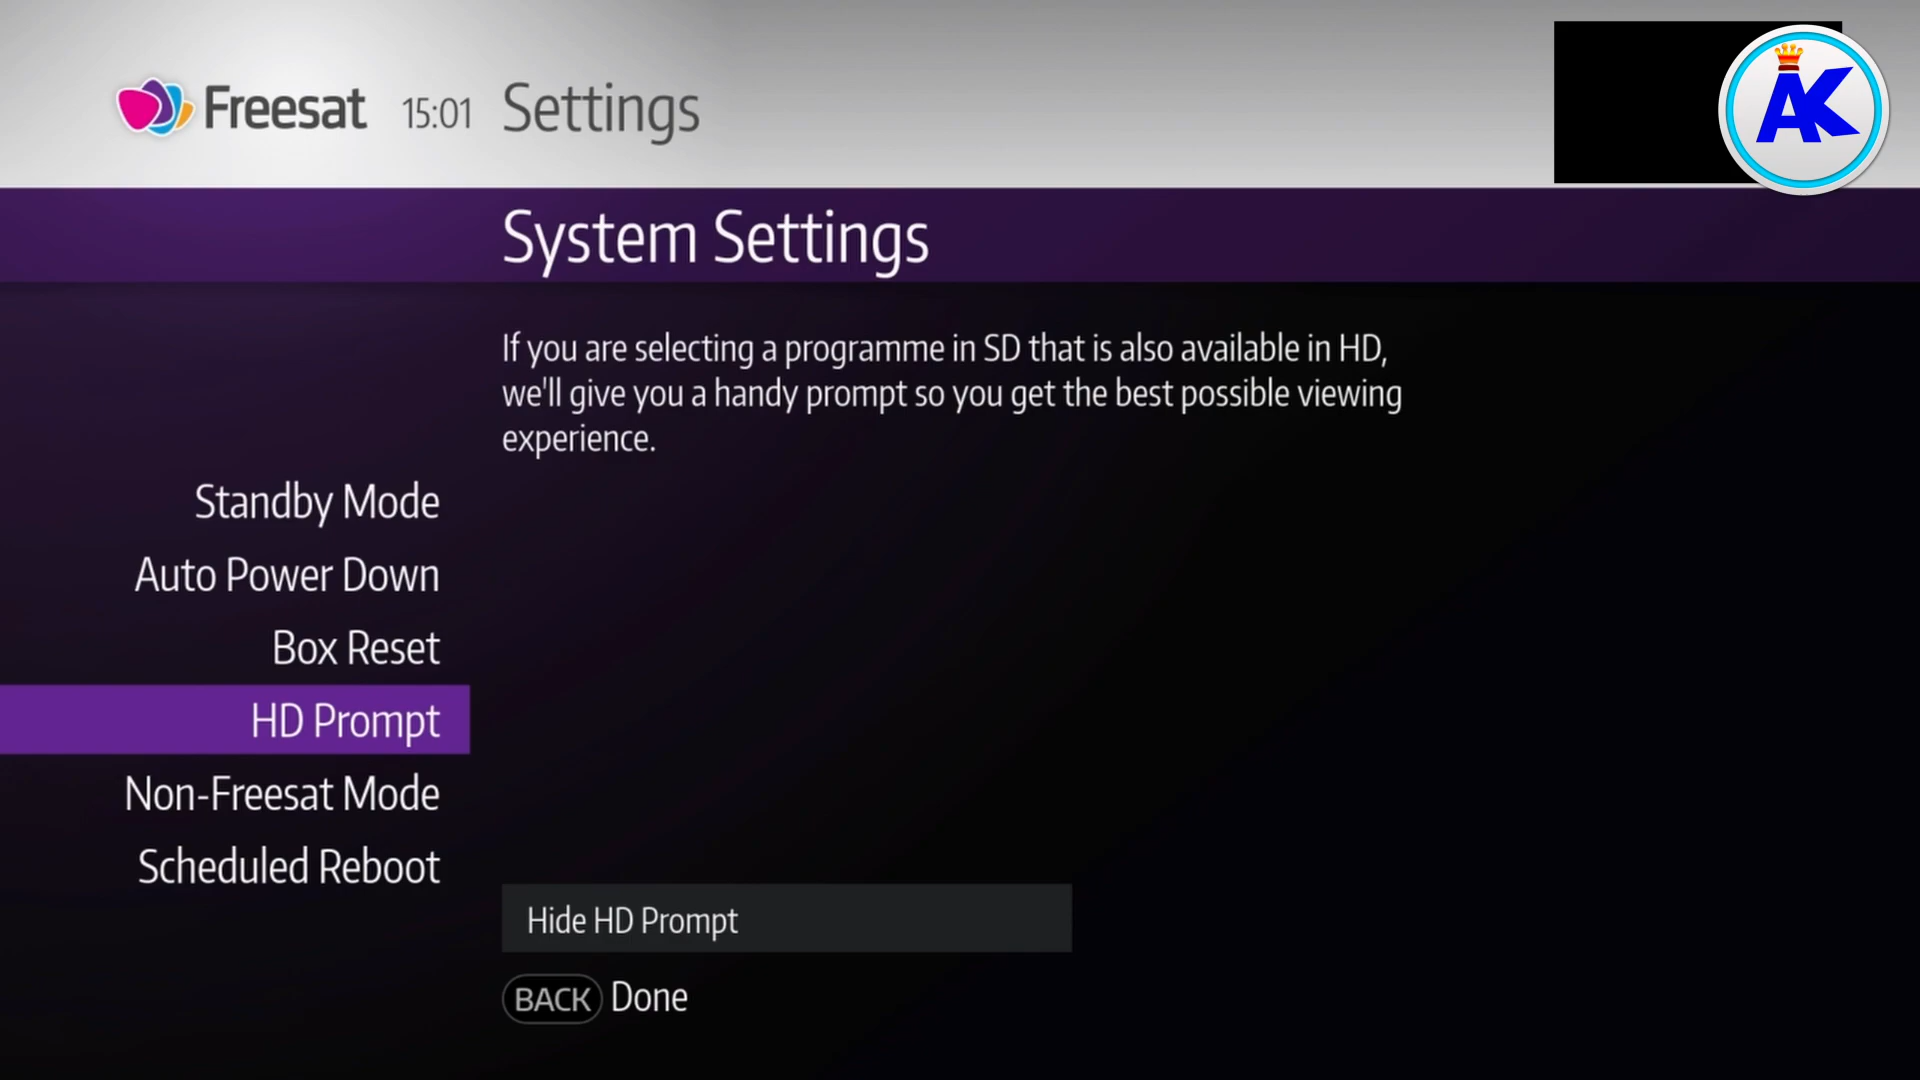 Freesat 15:01 Settings
AK
System Settings
If you are selecting a programme in SD that is also available in HD,
we'll give you a handy prompt so you get the best possible viewing
experience.
Standby Mode
Auto Power Down
Box Reset
HD Prompt
Non-Freesat Mode
Scheduled Reboot
Hide HD Prompt
BACK Done